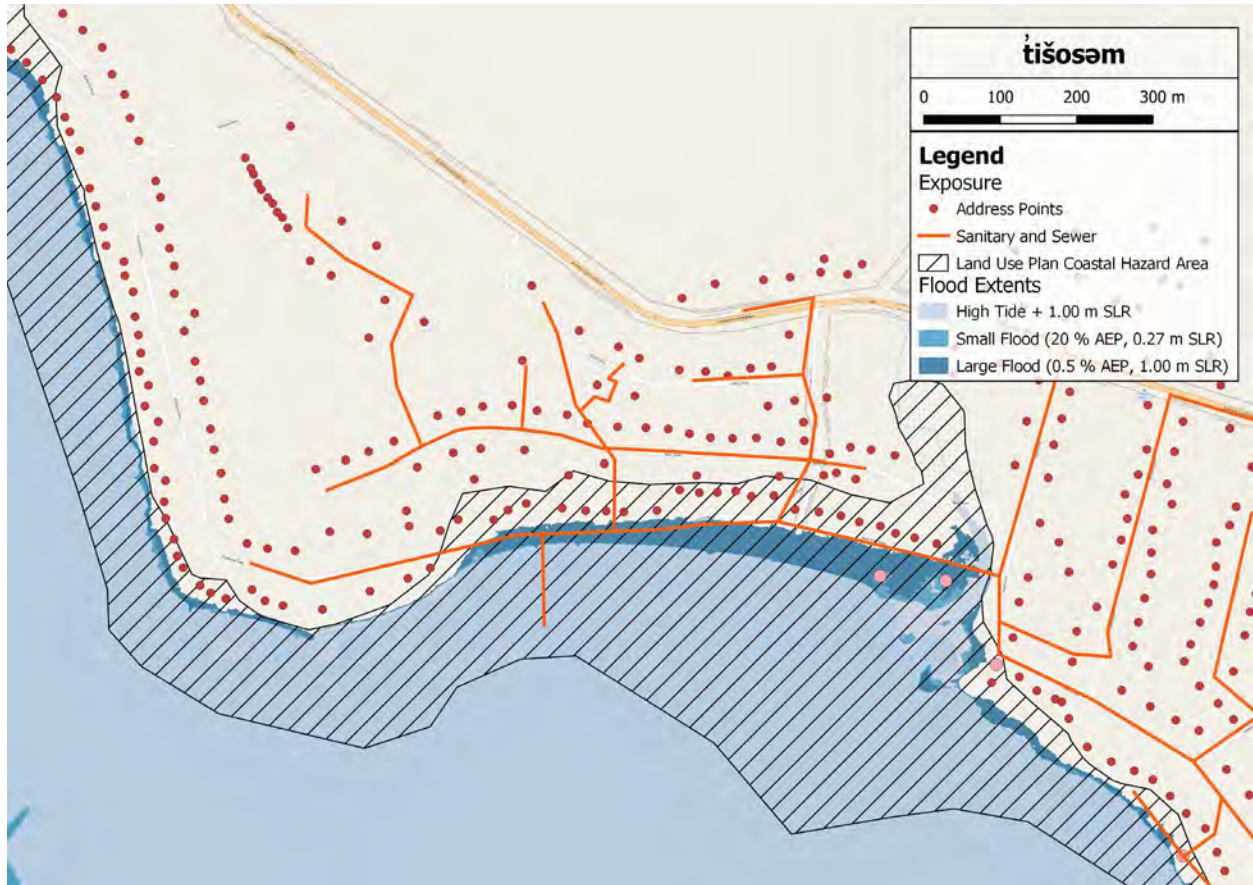 t̓išosəm
0 100 200 300 m
Legend
Exposure
Address Points
Sanitary and Sewer
Land Use Plan Coastal Hazard Area
Flood Extents
High Tide + 1.00 m SLR
Small Flood (20 % AEP, 0.27 m SLR)
Large Flood (0.5 % AEP, 1.00 m SLR)